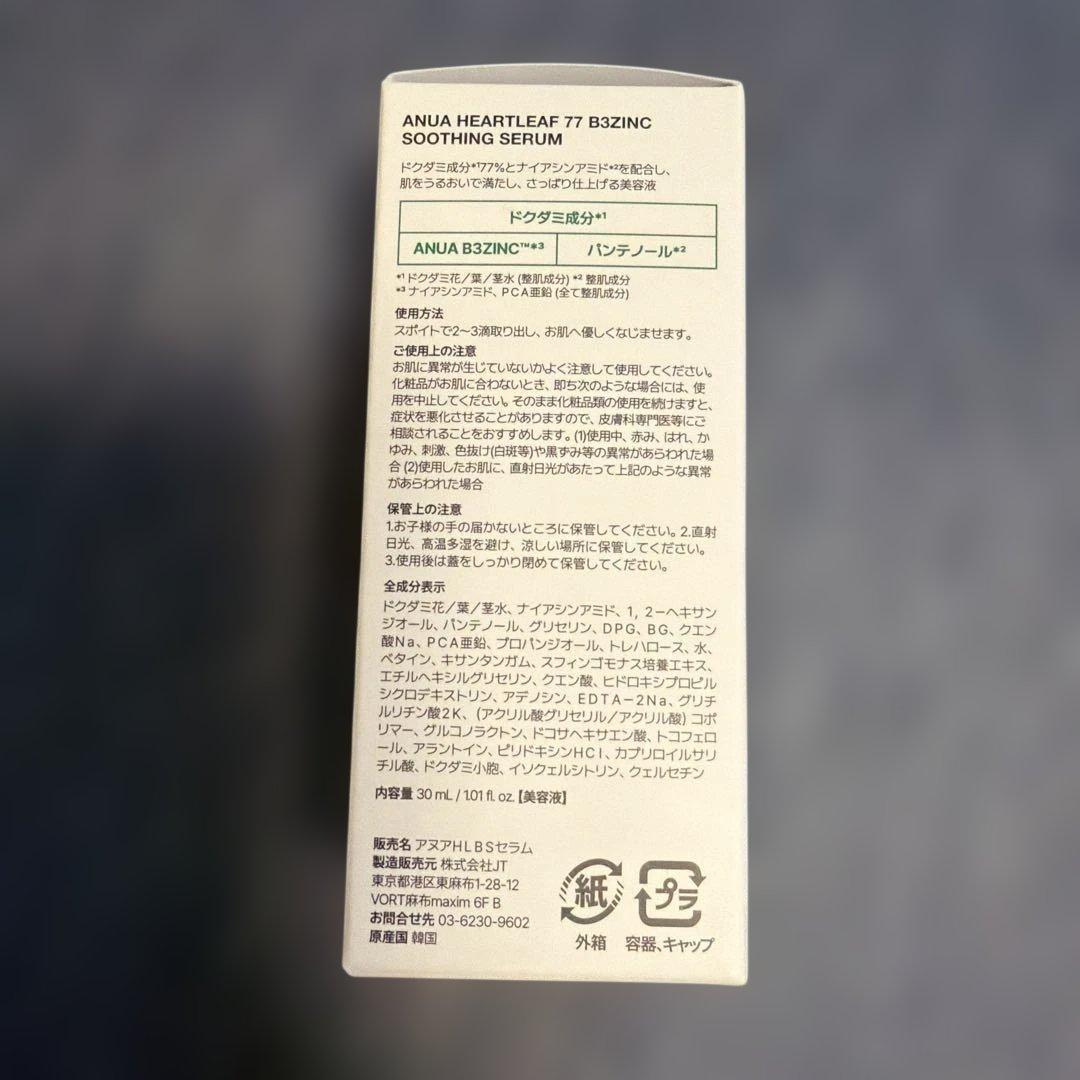 ANUA HEARTLEAF 77 B3ZINC
SOOTHING SERUM
ドクダミ成分*¹77%とナイアシンアミド*²を配合し、
肌をうるおいで満たし、さっぱり仕上げる美容液
ドクダミ成分*¹
ANUA B3ZINC™*³
パンテノール*²
*¹ ドクダミ花/葉/茎水 (整肌成分) *² 整肌成分
*³ ナイアシンアミド、PCA亜鉛 (全て整肌成分)
使用方法
スポイトで2~3滴取り出し、お肌へ優しくなじませます。
ご使用上の注意
お肌に異常が生じていないかよく注意して使用してください。
化粧品がお肌に合わないとき、即ち次のような場合には、使
用を中止してください。そのまま化粧品類の使用を続けますと、
症状を悪化させることがありますので、皮膚科専門医等にご
相談されることをおすすめします。(1)使用中、赤み、はれ、か
ゆみ、刺激、色抜け(白斑等)や黒ずみ等の異常があらわれた場
合 (2)使用したお肌に、直射日光があたって上記のような異常
があらわれた場合
保管上の注意
1.お子様の手の届かないところに保管してください。2.直射
日光、高温多湿を避け、涼しい場所に保管してください。
3.使用後は蓋をしっかり閉めて保管してください。
全成分表示
ドクダミ花/葉/茎水、ナイアシンアミド、1,2-ヘキサン
ジオール、パンテノール、グリセリン、DPG、BG、クエン
酸Na、PCA亜鉛、プロパンジオール、トレハロース、水、
ベタイン、キサンタンガム、スフィンゴモナス培養エキス、
エチルヘキシルグリセリン、クエン酸、ヒドロキシプロピル
シクロデキストリン、アデノシン、EDTA-2Na、グリチ
ルリチン酸2K、(アクリル酸グリセリル/アクリル酸) コポ
リマー、グルコノラクトン、ドコサヘキサエン酸、トコフェロ
ール、アラントイン、ピリドキシンHCl、カプリロイルサリ
チル酸、ドクダミ小胞、イソクェルシトリン、クェルセチン
内容量 30 mL / 1.01 fl. oz.【美容液】
販売名 アヌアHLBSセラム
製造販売元 株式会社JT
東京都港区東麻布1-28-12
VORT麻布maxim 6F B
お問合せ先 03-6230-9602
原産国 韓国
紙
外箱
プラ
容器、キャップ